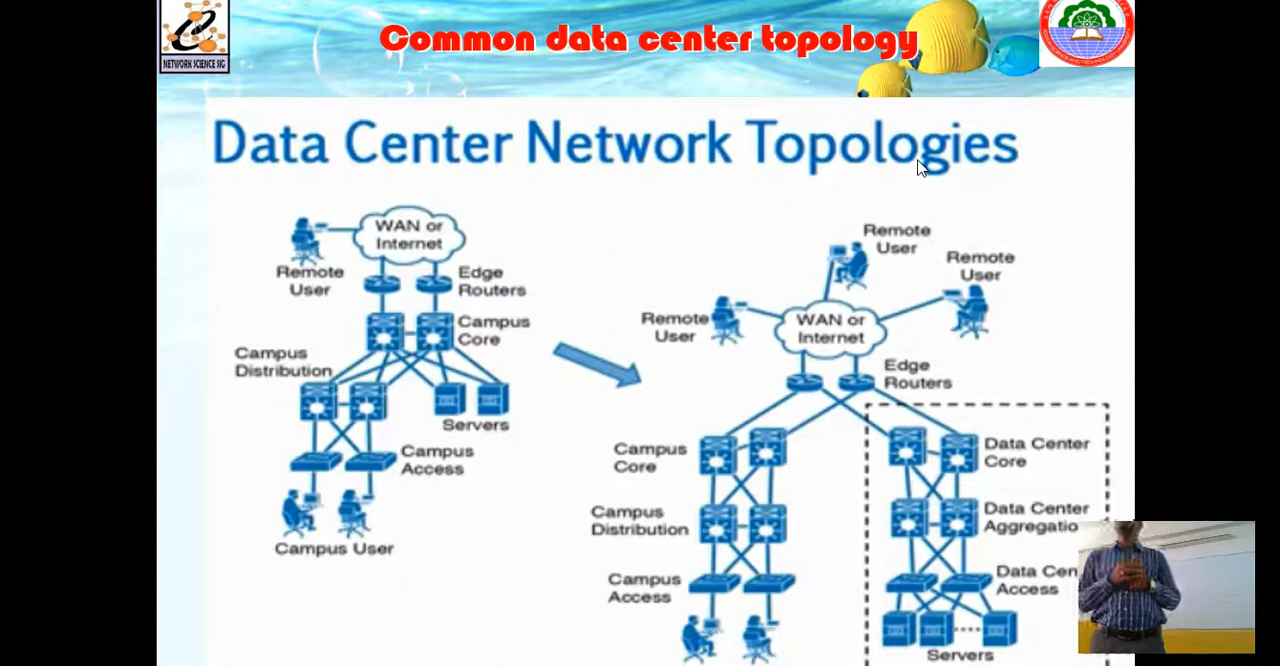 NETWORK SCIENCE SIG
Common data center topology
Data Center Network Topologies
WAN or
Internet
Remote
User
Edge
Routers
Campus
Core
Campus
Distribution
Servers
Campus
Access
Campus User
Remote
User
Remote
User
Remote
User
WAN or
Internet
Edge
Routers
Campus
Core
Data Center
Core
Campus
Distribution
Data Center
Aggregatio
Campus
Access
Data Cen
Access
Servers